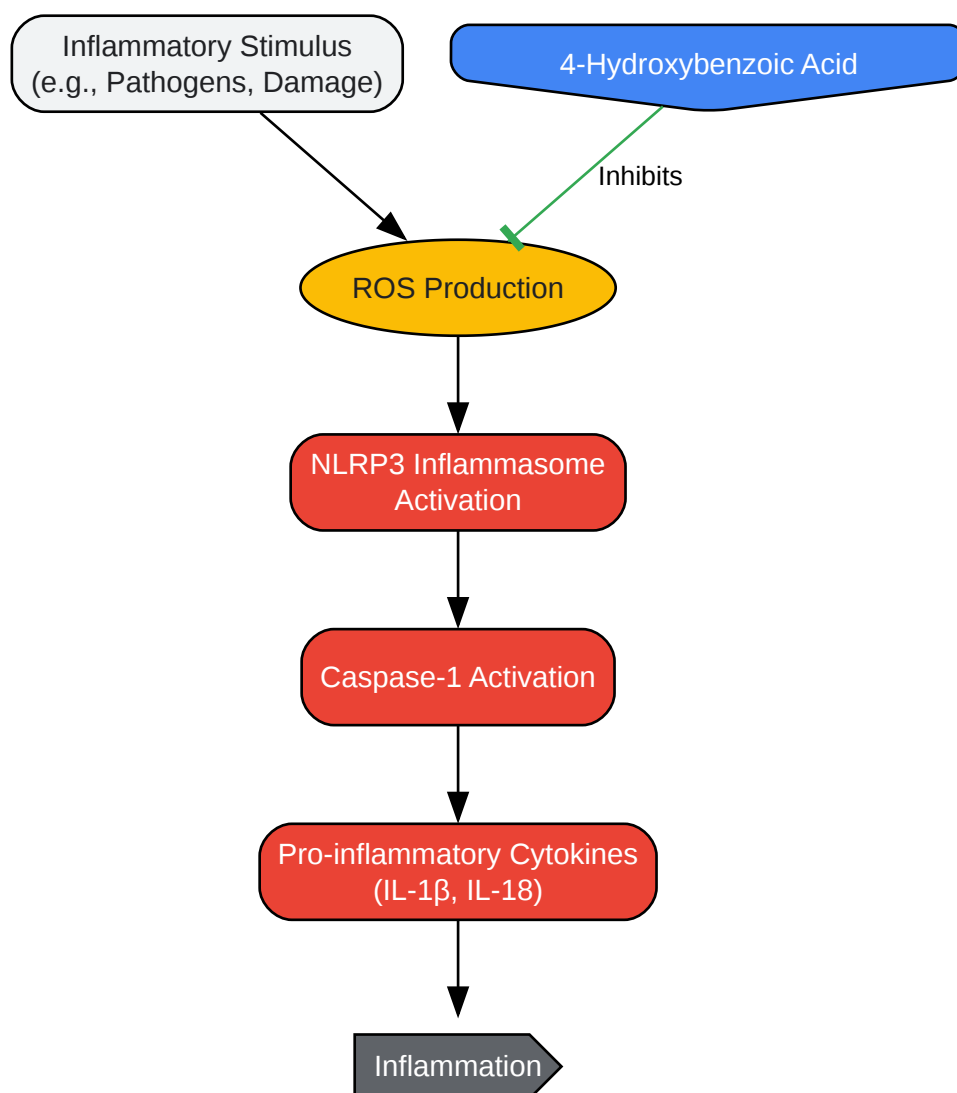 Inflammatory Stimulus
(e.g., Pathogens, Damage)
4-Hydroxybenzoic Acid
Inhibits
ROS Production
NLRP3 Inflammasome
Activation
Caspase-1 Activation
Pro-inflammatory Cytokines
(IL-1β, IL-18)
Inflammation